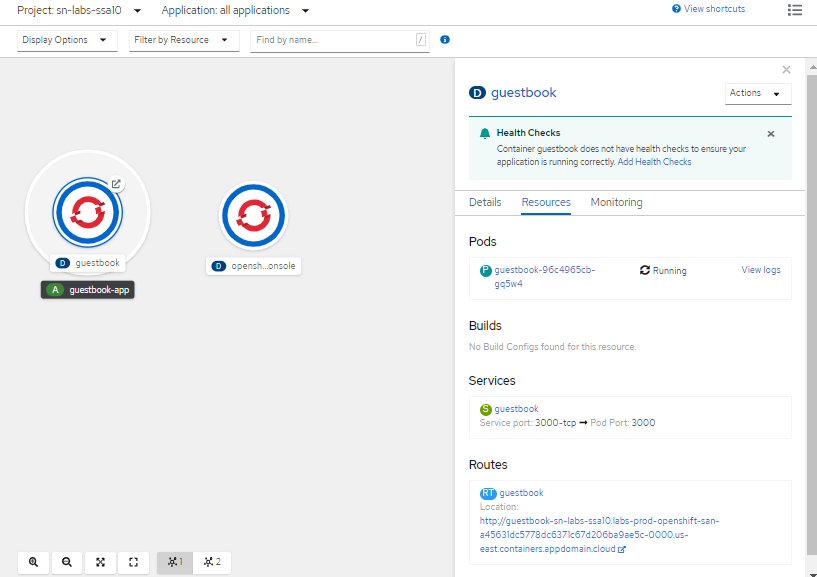 Project: sn-labs-ssa10 Application: all applications View shortcuts
Display Options Filter by Resource Find by name... /
D guestbook
Actions
Health Checks
Container guestbook does not have health checks to ensure your
application is running correctly. Add Health Checks
Details Resources Monitoring
Pods
P guestbook-96c4965cb-
gq5w4
Running
View logs
Builds
No Build Configs found for this resource.
Services
S guestbook
Service port: 3000-tcp → Pod Port: 3000
Routes
RT guestbook
Location:
http://guestbook-sn-labs-ssa10.labs-prod-openshift-san-
a45631dc5778dc6371c67d206ba9ae5c-0000.us-
east.containers.appdomain.cloud
D guestbook
A guestbook-app
D opensh...onsole
1 2